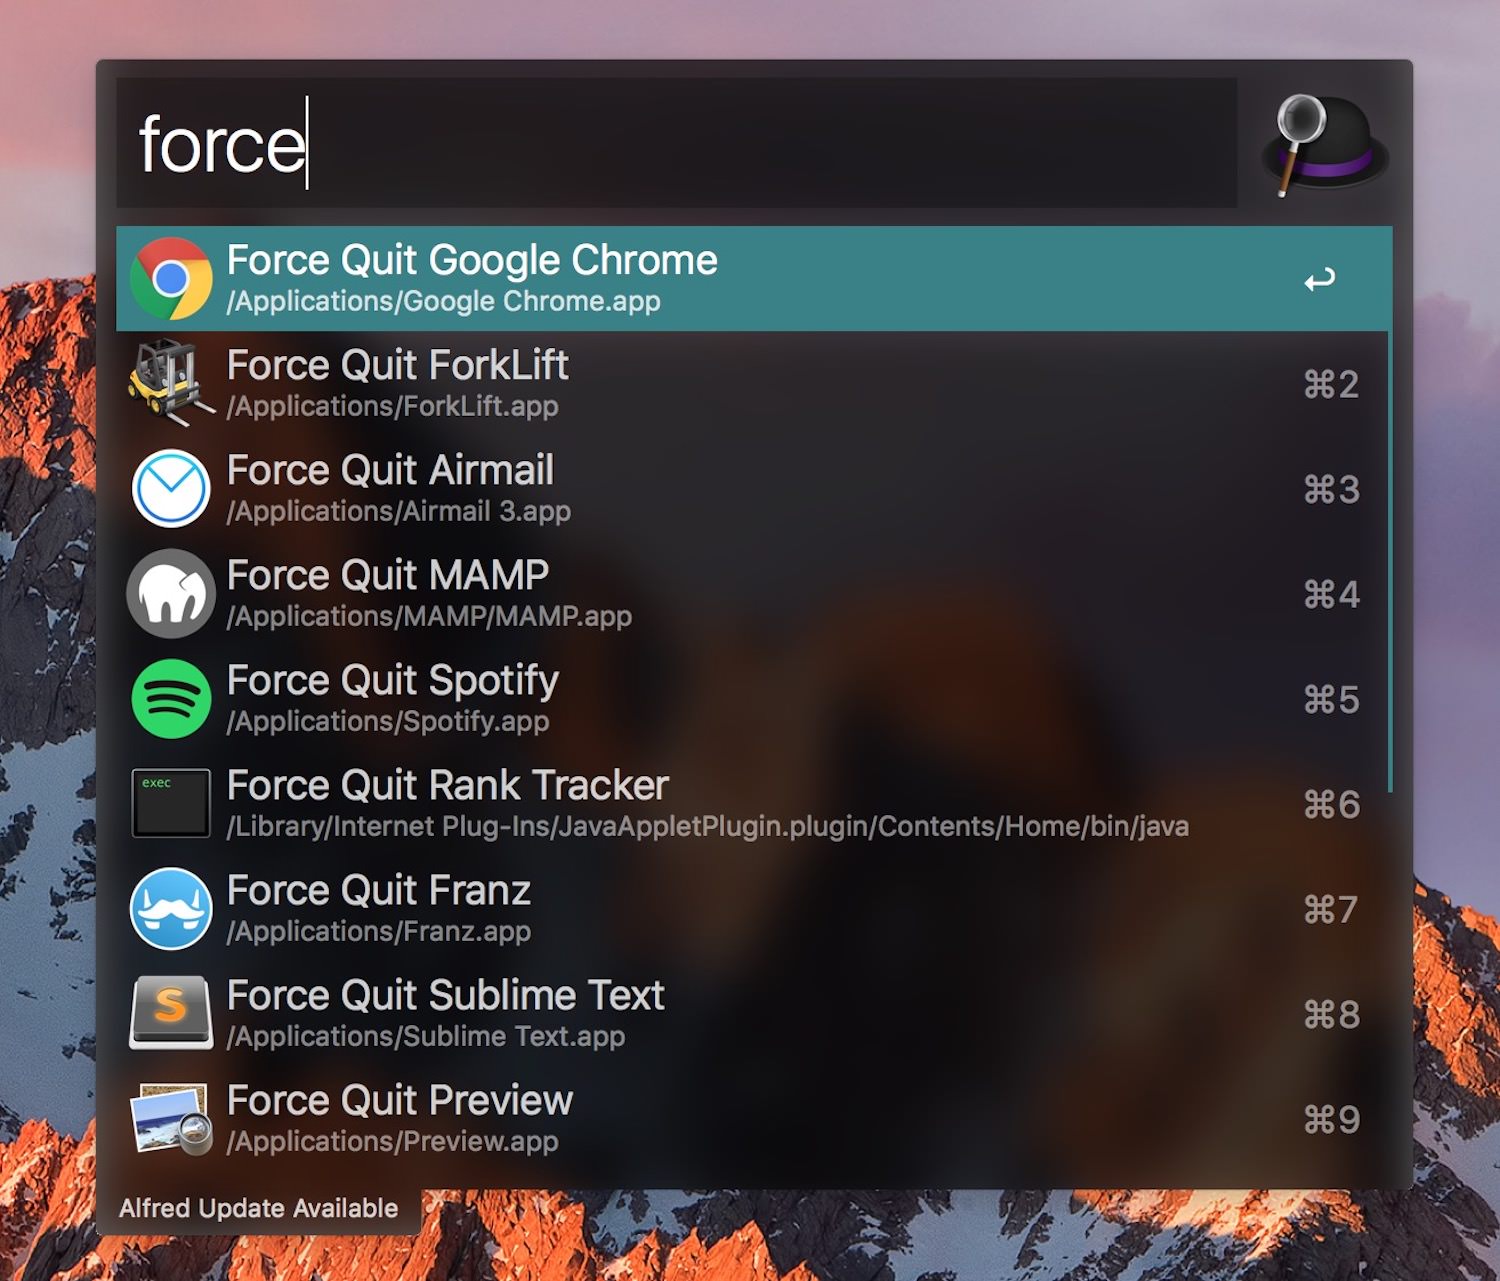 force
Force Quit Google Chrome
/Applications/Google Chrome.app
↩
Force Quit ForkLift
/Applications/ForkLift.app
⌘2
Force Quit Airmail
/Applications/Airmail 3.app
⌘3
Force Quit MAMP
/Applications/MAMP/MAMP.app
⌘4
Force Quit Spotify
/Applications/Spotify.app
⌘5
exec
Force Quit Rank Tracker
/Library/Internet Plug-Ins/JavaAppletPlugin.plugin/Contents/Home/bin/java
⌘6
Force Quit Franz
/Applications/Franz.app
⌘7
S
Force Quit Sublime Text
/Applications/Sublime Text.app
⌘8
Force Quit Preview
/Applications/Preview.app
⌘9
Alfred Update Available